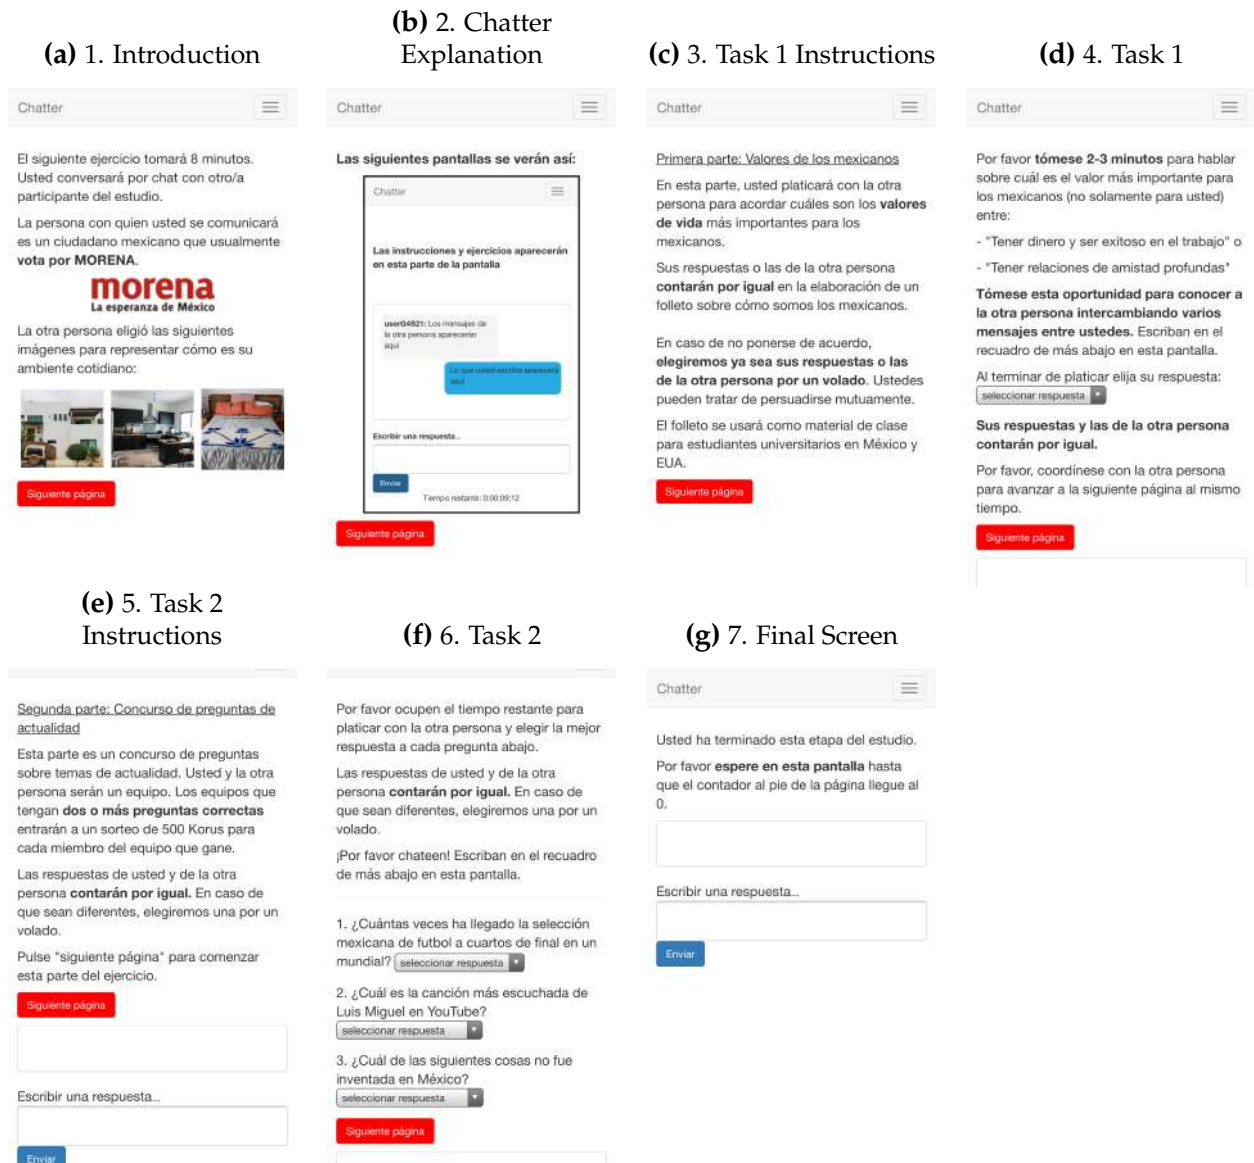 (a) 1. Introduction
Chatter
El siguiente ejercicio tomará 8 minutos.
Usted conversará por chat con otro/a
participante del estudio.
La persona con quien usted se comunicará
es un ciudadano mexicano que usualmente
vota por MORENA.
morena
La esperanza de México
La otra persona eligió las siguientes
imágenes para representar cómo es su
ambiente cotidiano:
Siguiente página
(b) 2. Chatter
Explanation
Chatter
Las siguientes pantallas se verán así:
Chatter
Las instrucciones y ejercicios aparecerán
en esta parte de la pantalla
user04821: Los mensajes de
la otra persona aparecerán
aquí
Lo que usted escriba aparecerá
aquí
Escribir una respuesta..
Enviar
Tiempo restante: 0:00:09:12
Siguiente página
(c) 3. Task 1 Instructions
Chatter
Primera parte: Valores de los mexicanos
En esta parte, usted platicará con la otra
persona para acordar cuáles son los valores
de vida más importantes para los
mexicanos.
Sus respuestas o las de la otra persona
contarán por igual en la elaboración de un
folleto sobre cómo somos los mexicanos.
En caso de no ponerse de acuerdo,
elegiremos ya sea sus respuestas o las
de la otra persona por un volado. Ustedes
pueden tratar de persuadirse mutuamente.
El folleto se usará como material de clase
para estudiantes universitarios en México y
EUA.
Siguiente página
(d) 4. Task 1
Chatter
Por favor tómese 2-3 minutos para hablar
sobre cuál es el valor más importante para
los mexicanos (no solamente para usted)
entre:
- "Tener dinero y ser exitoso en el trabajo" o
- "Tener relaciones de amistad profundas"
Tómese esta oportunidad para conocer a
la otra persona intercambiando varios
mensajes entre ustedes. Escriban en el
recuadro de más abajo en esta pantalla.
Al terminar de platicar elija su respuesta:
seleccionar respuesta
Sus respuestas y las de la otra persona
contarán por igual.
Por favor, coordínese con la otra persona
para avanzar a la siguiente página al mismo
tiempo.
Siguiente página
(e) 5. Task 2
Instructions
Segunda parte: Concurso de preguntas de
actualidad
Esta parte es un concurso de preguntas
sobre temas de actualidad. Usted y la otra
persona serán un equipo. Los equipos que
tengan dos o más preguntas correctas
entrarán a un sorteo de 500 Korus para
cada miembro del equipo que gane.
Las respuestas de usted y de la otra
persona contarán por igual. En caso de
que sean diferentes, elegiremos una por un
volado.
Pulse "siguiente página" para comenzar
esta parte del ejercicio.
Siguiente página
Escribir una respuesta...
Enviar
(f) 6. Task 2
Por favor ocupen el tiempo restante para
platicar con la otra persona y elegir la mejor
respuesta a cada pregunta abajo.
Las respuestas de usted y de la otra
persona contarán por igual. En caso de
que sean diferentes, elegiremos una por un
volado.
¡Por favor chateen! Escriban en el recuadro
de más abajo en esta pantalla.
1. ¿Cuántas veces ha llegado la selección
mexicana de futbol a cuartos de final en un
mundial? seleccionar respuesta
2. ¿Cuál es la canción más escuchada de
Luis Miguel en YouTube?
seleccionar respuesta
3. ¿Cuál de las siguientes cosas no fue
inventada en México?
seleccionar respuesta
Siguiente página
(g) 7. Final Screen
Chatter
Usted ha terminado esta etapa del estudio.
Por favor espere en esta pantalla hasta
que el contador al pie de la página llegue al
0.
Escribir una respuesta...
Enviar